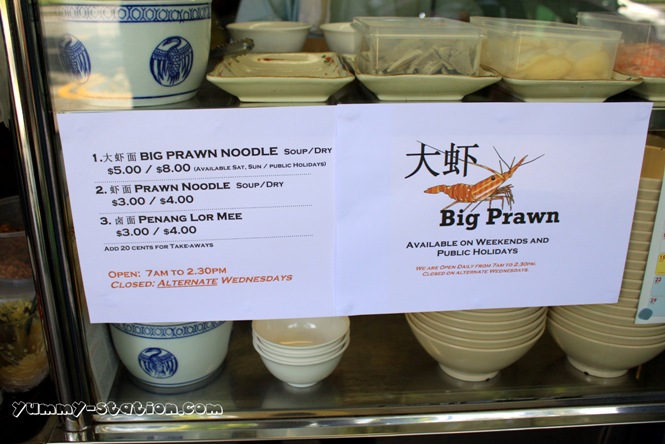 1.大虾面 Big Prawn Noodle Soup/Dry
$5.00 / $8.00 (Available Sat, Sun / public Holidays)
2. 虾面 Prawn Noodle Soup/Dry
$3.00 / $4.00
3. 卤面 Penang Lor Mee
$3.00 / $4.00
Add 20 cents for Take-aways
Open: 7am to 2.30pm
Closed: Alternate Wednesdays
大虾
Big Prawn
Available on Weekends and
Public Holidays
We are Open Daily from 7am to 2.30pm.
Closed on alternate Wednesdays.
yummy-station.com